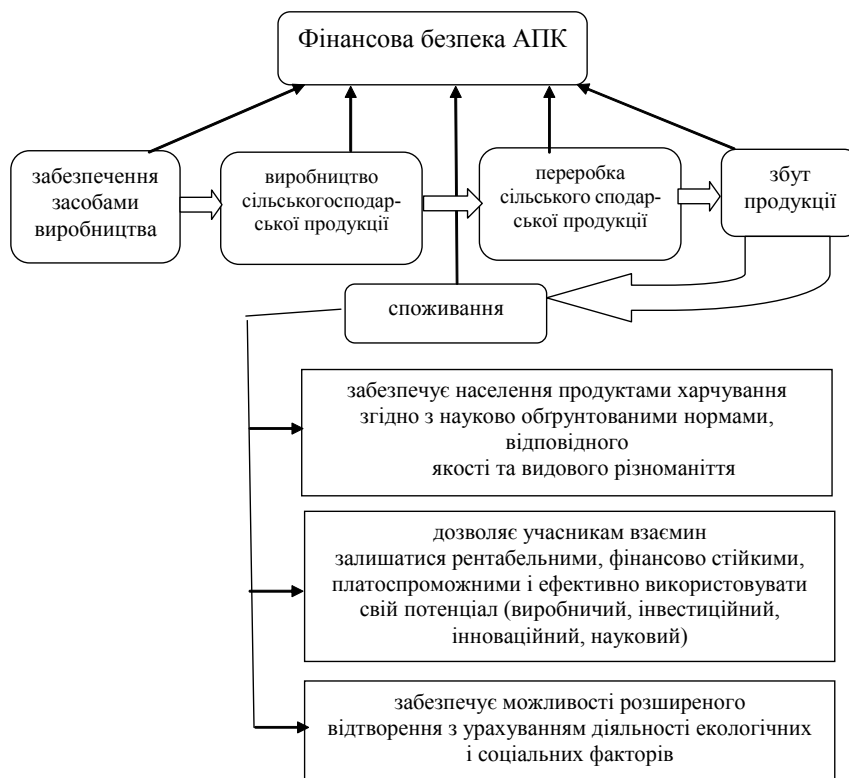 Фінансова безпека АПК
забезпечення
засобами
виробництва
виробництво
сільськогосподар-
ської продукції
переробка
сільського сподар-
ської продукції
збут
продукції
споживання
забезпечує населення продуктами харчування
згідно з науково обґрунтованими нормами,
відповідного
якості та видового різноманіття
дозволяє учасникам взаємин
залишатися рентабельними, фінансово стійкими,
платоспроможними і ефективно використовувати
свій потенціал (виробничий, інвестиційний,
інноваційний, науковий)
забезпечує можливості розширеного
відтворення з урахуванням діяльності екологічних
і соціальних факторів